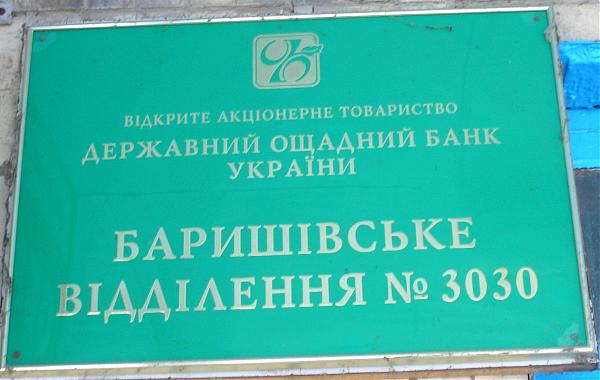 ВІДКРИТЕ АКЦІОНЕРНЕ ТОВАРИСТВО
ДЕРЖАВНИЙ ОЩАДНИЙ БАНК
УКРАЇНИ
БАРИШІВСЬКЕ
ВІДДІЛЕННЯ № 3030